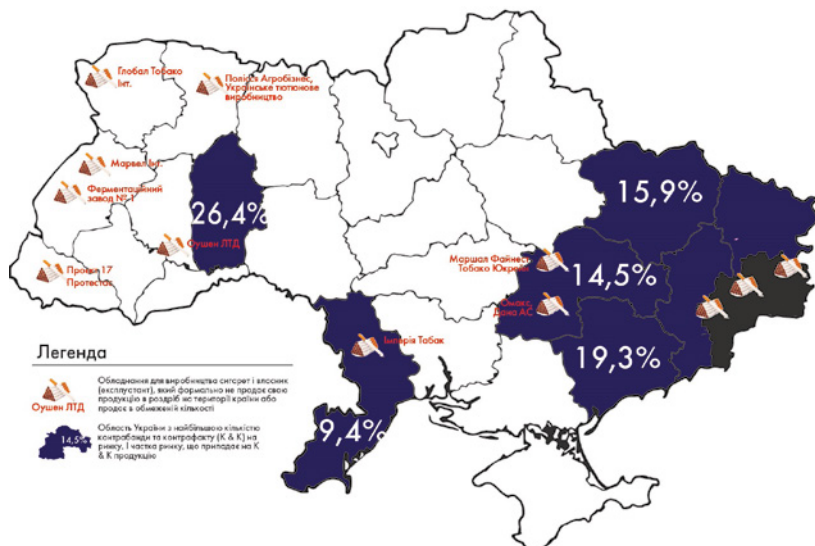 Глобал Тобако
Інт.
Полісся Агробізнес,
Українське тютюнове
виробництво
Марвел Інт.
Ферментаційний
завод № 1
26,4%
Оушен ЛТД
15,9%
Маршал Файнест
Тобако Юкрейн
14,5%
Протеі 17
Протестас
Омакс,
Дана АС
Імперія Табак
19,3%
9,4%
Легенда
Обладнання для виробництва сигарет і власник
(експлуатант), який формально не продає свою
продукцію в роздріб на території країни або
продає в обмеженій кількості
Оушен ЛТД
14,5%
Область України з найбільшою кількістю
контрабанди та контрафакту (К & К) на
ринку, і частка ринку, що припадає на К
& К продукцію